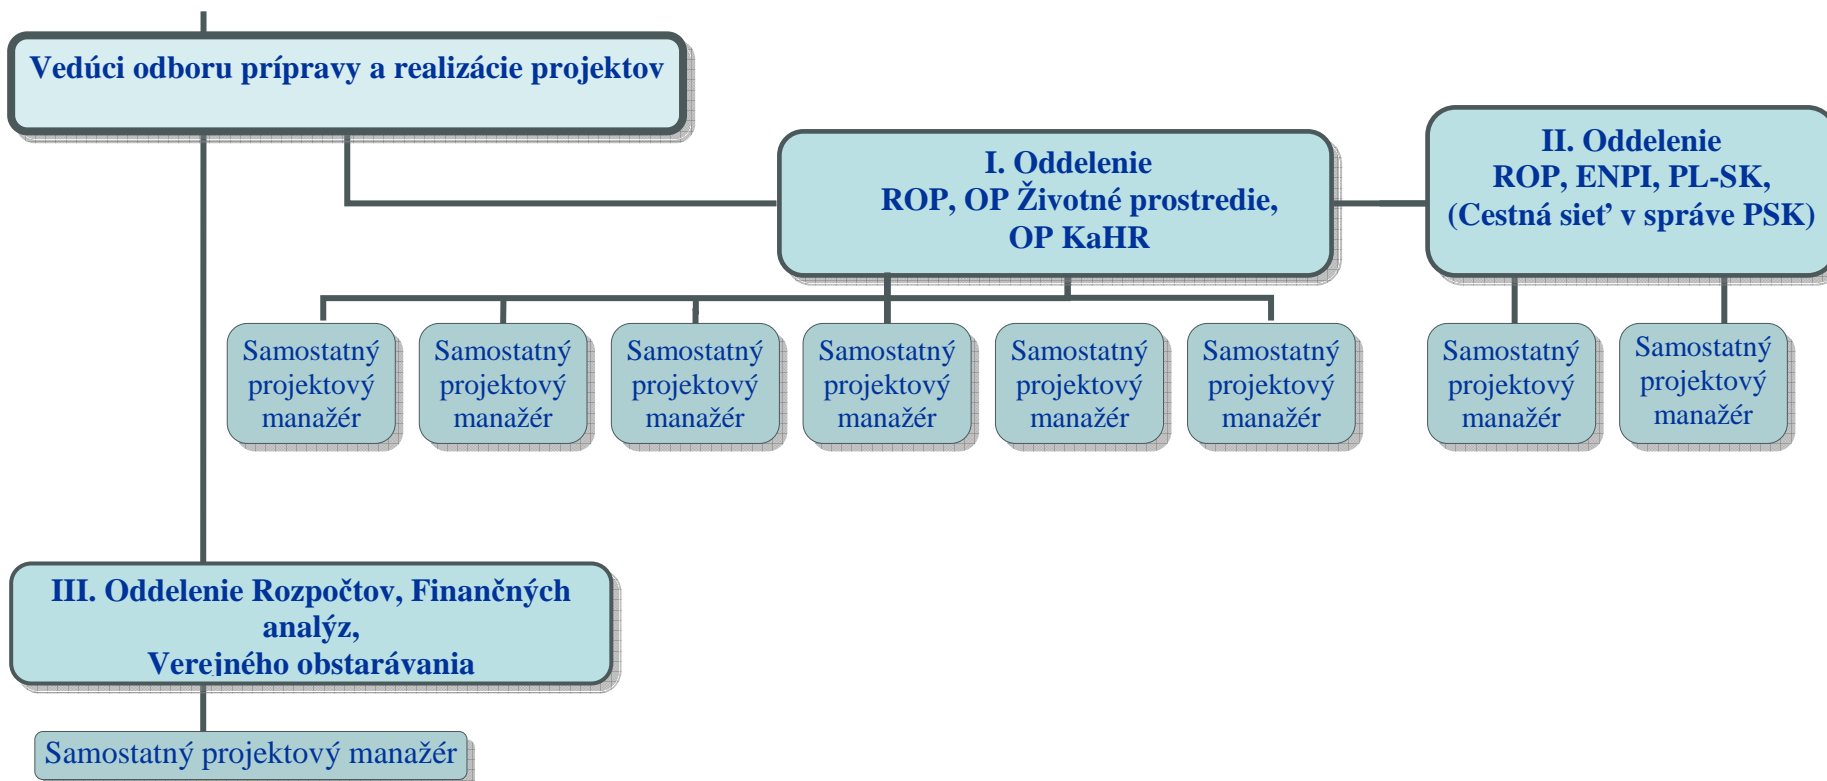 Vedúci odboru prípravy a realizácie projektov
I. Oddelenie
ROP, OP Životné prostredie,
OP KaHR
II. Oddelenie
ROP, ENPI, PL-SK,
(Cestná sieť v správe PSK)
Samostatný
projektový
manažér
Samostatný
projektový
manažér
Samostatný
projektový
manažér
Samostatný
projektový
manažér
Samostatný
projektový
manažér
Samostatný
projektový
manažér
Samostatný
projektový
manažér
Samostatný
projektový
manažér
III. Oddelenie Rozpočtov, Finančných
analýz,
Verejného obstarávania
Samostatný projektový manažér